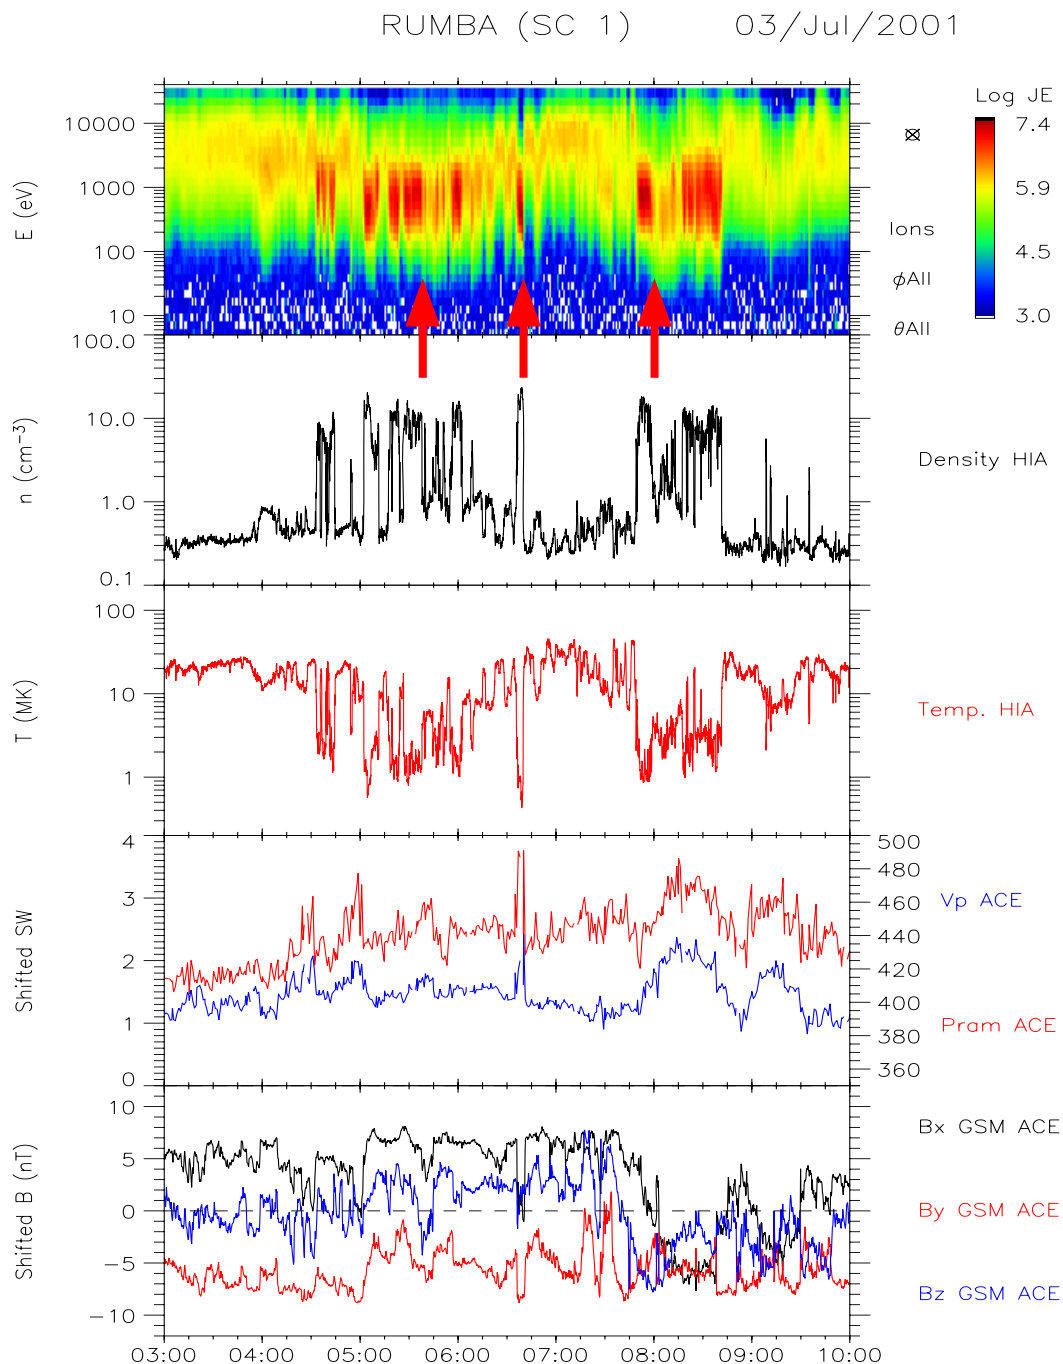 RUMBA (SC 1) 03/Jul/2001
Log JE
7.4
5.9
4.5
3.0
E (eV)
10000
1000
100
10
Ions
φAll
θAll
n (cm⁻³)
100.0
10.0
1.0
0.1
Density HIA
T (MK)
100
10
1
Temp. HIA
Shifted SW
4
3
2
1
0
500
480
460
440
420
400
380
360
Vp ACE
Pram ACE
Shifted B (nT)
10
5
0
−5
−10
Bx GSM ACE
By GSM ACE
Bz GSM ACE
03:00 04:00 05:00 06:00 07:00 08:00 09:00 10:00